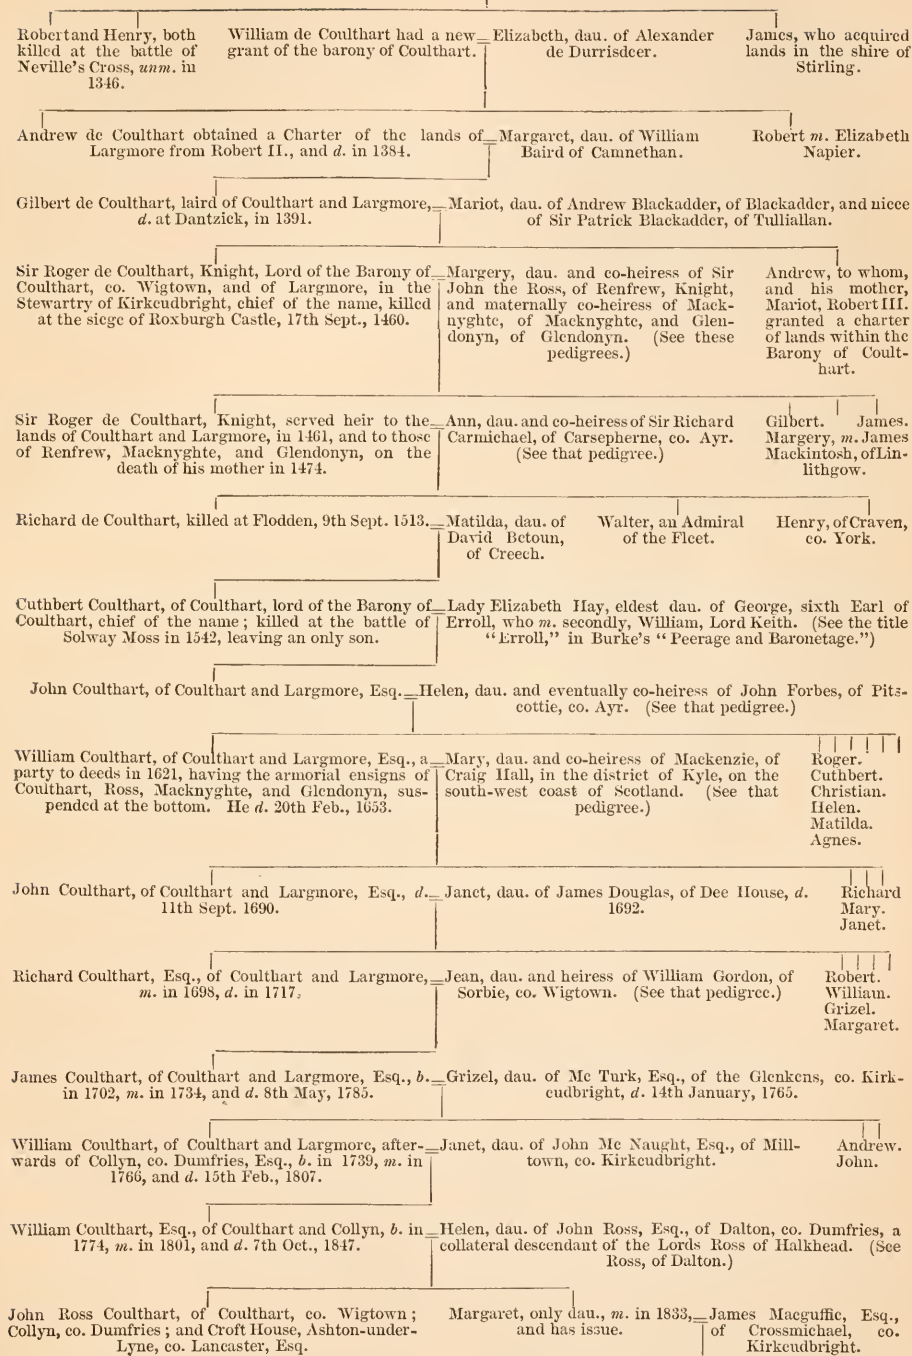 Robert and Henry, both
killed at the battle of
Neville's Cross, unm. in
1346.
William de Coulthart had a new
grant of the barony of Coulthart.
Elizabeth, dau. of Alexander
de Durrisdeer.
James, who acquired
lands in the shire of
Stirling.
Andrew de Coulthart obtained a Charter of the lands of
Largmore from Robert II., and d. in 1384.
Margaret, dau. of William
Baird of Camnethan.
Robert m. Elizabeth
Napier.
Gilbert de Coulthart, laird of Coulthart and Largmore,
d. at Dantzick, in 1391.
Mariot, dau. of Andrew Blackadder, of Blackadder, and niece
of Sir Patrick Blackadder, of Tulliallan.
Sir Roger de Coulthart, Knight, Lord of the Barony of
Coulthart, co. Wigtown, and of Largmore, in the
Stewartry of Kirkcudbright, chief of the name, killed
at the siege of Roxburgh Castle, 17th Sept., 1460.
Margery, dau. and co-heiress of Sir
John the Ross, of Renfrew, Knight,
and maternally co-heiress of Mack-
nyghte, of Macknyghte, and Glen-
donyn, of Glendonyn. (See these
pedigrees.)
Andrew, to whom,
and his mother,
Mariot, Robert III.
granted a charter
of lands within the
Barony of Coult-
hart.
Sir Roger de Coulthart, Knight, served heir to the
lands of Coulthart and Largmore, in 1461, and to those
of Renfrew, Macknyghte, and Glendonyn, on the
death of his mother in 1474.
Ann, dau. and co-heiress of Sir Richard
Carmichael, of Carsepherne, co. Ayr.
(See that pedigree.)
Gilbert. James.
Margery, m. James
Mackintosh, of Lin-
lithgow.
Richard de Coulthart, killed at Flodden, 9th Sept. 1513.
Matilda, dau. of
David Betoun,
of Creech.
Walter, an Admiral
of the Fleet.
Henry, of Craven,
co. York.
Cuthbert Coulthart, of Coulthart, lord of the Barony of
Coulthart, chief of the name; killed at the battle of
Solway Moss in 1542, leaving an only son.
Lady Elizabeth Hay, eldest dau. of George, sixth Earl of
Erroll, who m. secondly, William, Lord Keith. (See the title
"Erroll," in Burke's "Peerage and Baronetage.")
John Coulthart, of Coulthart and Largmore, Esq.
Helen, dau. and eventually co-heiress of John Forbes, of Pits-
cottie, co. Ayr. (See that pedigree.)
William Coulthart, of Coulthart and Largmore, Esq., a
party to deeds in 1621, having the armorial ensigns of
Coulthart, Ross, Macknyghte, and Glendonyn, sus-
pended at the bottom. He d. 20th Feb., 1653.
Mary, dau. and co-heiress of Mackenzie, of
Craig Hall, in the district of Kyle, on the
south-west coast of Scotland. (See that
pedigree.)
Roger.
Cuthbert.
Christian.
Helen.
Matilda.
Agnes.
John Coulthart, of Coulthart and Largmore, Esq., d.
11th Sept. 1690.
Janet, dau. of James Douglas, of Dee House, d.
1692.
Richard
Mary.
Janet.
Richard Coulthart, Esq., of Coulthart and Largmore,
m. in 1698, d. in 1717.
Jean, dau. and heiress of William Gordon, of
Sorbie, co. Wigtown. (See that pedigree.)
Robert.
William.
Grizel.
Margaret.
James Coulthart, of Coulthart and Largmore, Esq., b.
in 1702, m. in 1734, and d. 8th May, 1785.
Grizel, dau. of Mc Turk, Esq., of the Glenkens, co. Kirk-
cudbright, d. 14th January, 1765.
William Coulthart, of Coulthart and Largmore, after-
wards of Collyn, co. Dumfries, Esq., b. in 1739, m. in
1766, and d. 15th Feb., 1807.
Janet, dau. of John Mc Naught, Esq., of Mill-
town, co. Kirkcudbright.
Andrew.
John.
William Coulthart, Esq., of Coulthart and Collyn, b. in
1774, m. in 1801, and d. 7th Oct., 1847.
Helen, dau. of John Ross, Esq., of Dalton, co. Dumfries, a
collateral descendant of the Lords Ross of Halkhead. (See
Ross, of Dalton.)
John Ross Coulthart, of Coulthart, co. Wigtown;
Collyn, co. Dumfries; and Croft House, Ashton-under-
Lyne, co. Lancaster, Esq.
Margaret, only dau., m. in 1833,
and has issue.
James Macguffie, Esq.,
of Crossmichael, co.
Kirkcudbright.